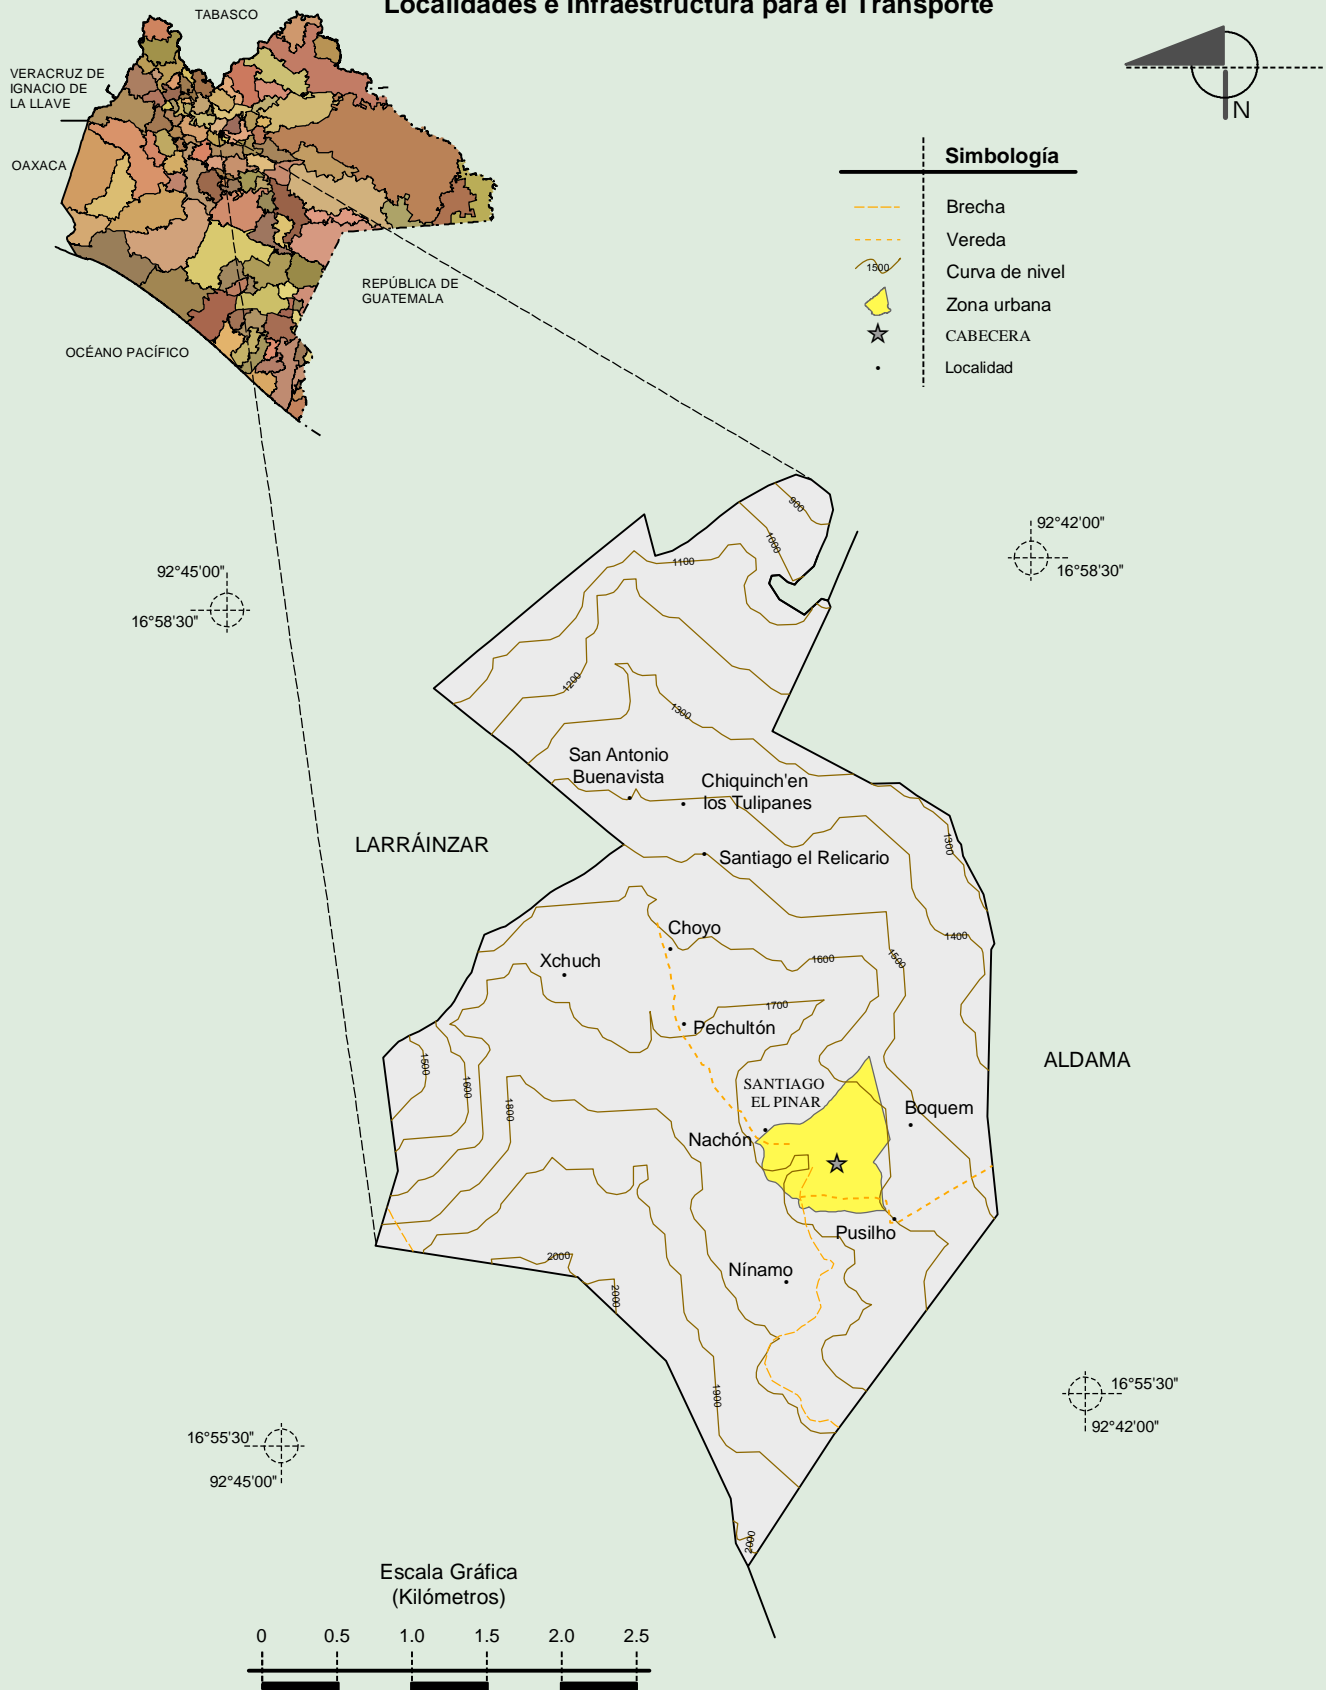 Localidades e Infraestructura para el Transporte
TABASCO
VERACRUZ DE
IGNACIO DE
LA LLAVE
OAXACA
REPÚBLICA DE
GUATEMALA
OCÉANO PACÍFICO
N
Simbología
Brecha
Vereda
1500
Curva de nivel
Zona urbana
CABECERA
Localidad
92°45'00"
16°58'30"
92°42'00"
16°58'30"
900
1000
1100
1200
1300
San Antonio
Buenavista
Chiquinch'en
los Tulipanes
LARRÁINZAR
1300
Santiago el Relicario
Choyo
1400
1500
1600
Xchuch
1700
Pechultón
1500
1600
1800
ALDAMA
SANTIAGO
EL PINAR
Boquem
Nachón
Pusilho
2000
Nínamo
2000
1900
16°55'30"
92°42'00"
16°55'30"
92°45'00"
2000
Escala Gráfica
(Kilómetros)
0 0.5 1.0 1.5 2.0 2.5